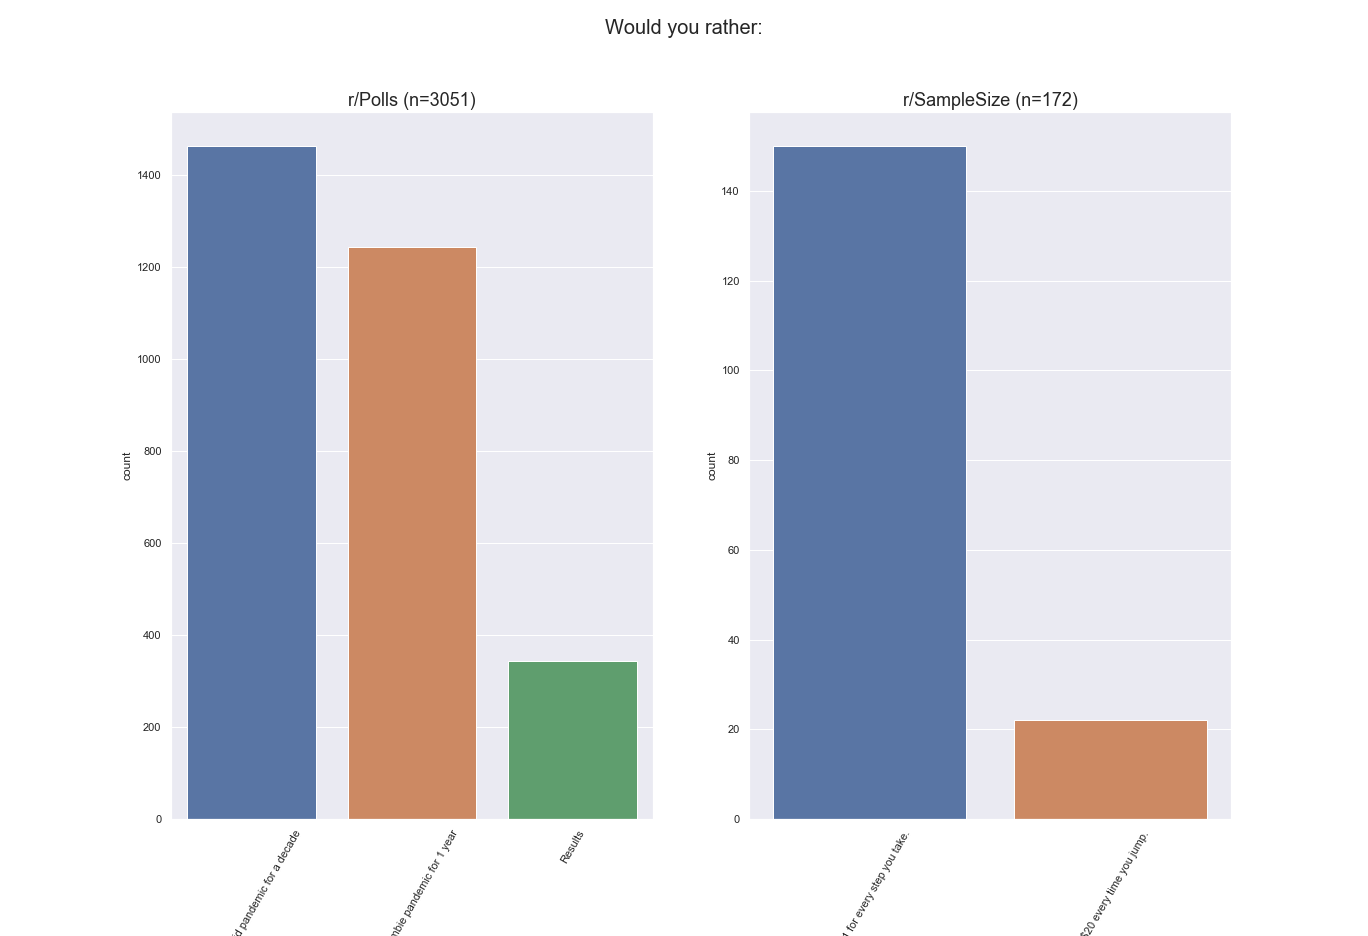 Would you rather:
r/Polls (n=3051)
count
1400
1200
1000
800
600
400
200
0
pandemic for a decade
pandemic for 1 year
Results
r/SampleSize (n=172)
count
140
120
100
80
60
40
20
0
for every step you take.
$20 every time you jump.